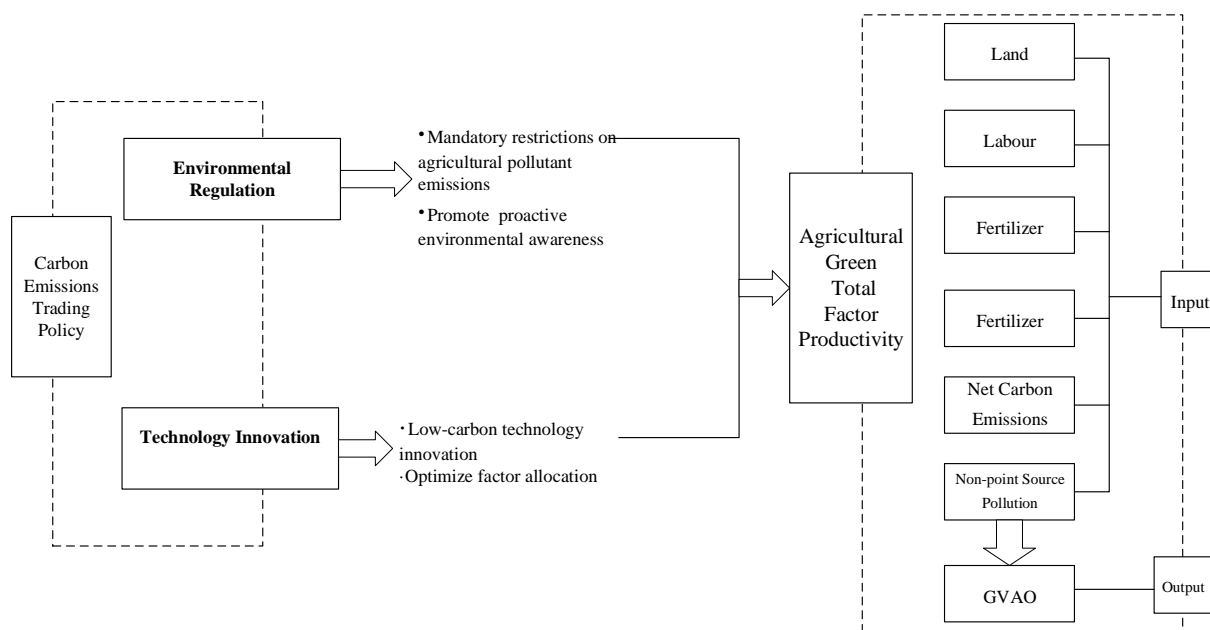 Carbon
Emissions
Trading
Policy
Environmental
Regulation
Technology Innovation
•Mandatory restrictions on
agricultural pollutant
emissions
•Promote proactive
environmental awareness
·Low-carbon technology
innovation
·Optimize factor allocation
Agricultural
Green
Total
Factor
Productivity
Land
Labour
Fertilizer
Fertilizer
Net Carbon
Emissions
Non-point Source
Pollution
GVAO
Input
Output